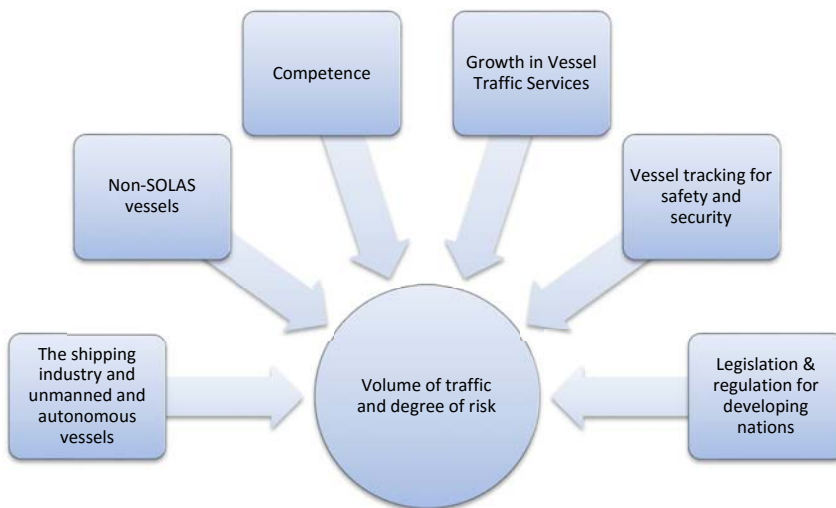 Competence
Growth in Vessel
Traffic Services
Non-SOLAS
vessels
Vessel tracking for
safety and
security
The shipping
industry and
unmanned and
autonomous
vessels
Volume of traffic
and degree of risk
Legislation &
regulation for
developing
nations